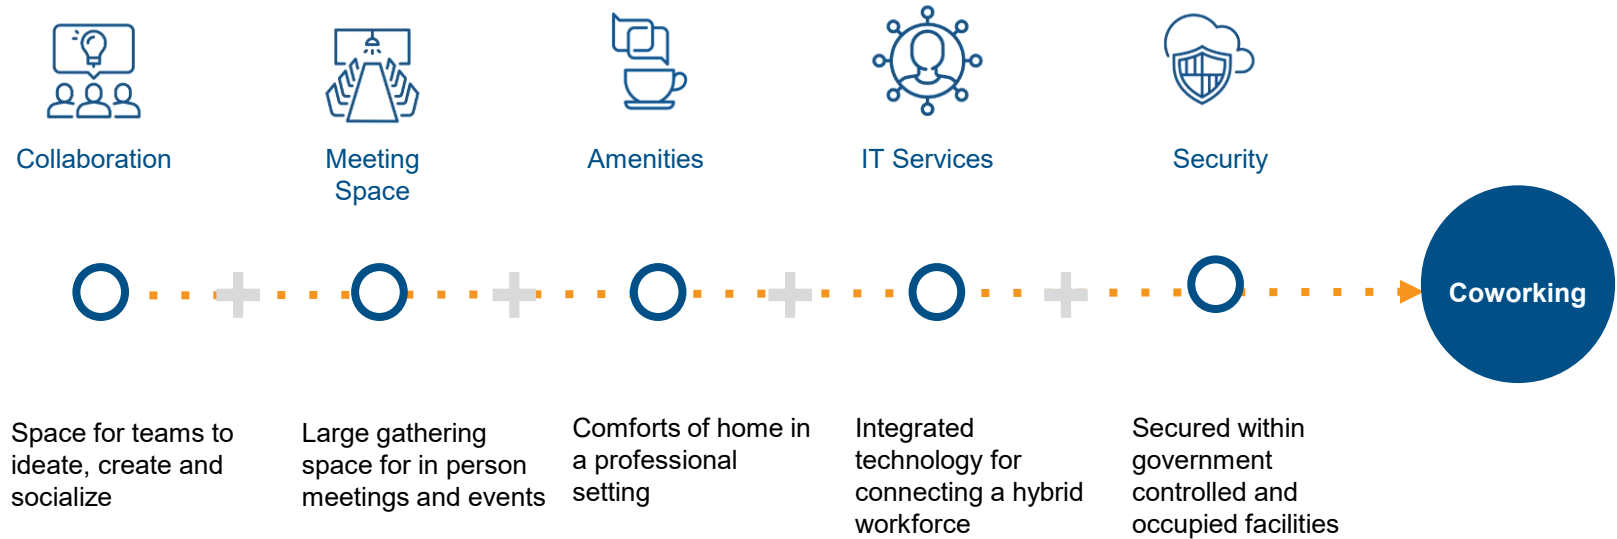 Collaboration
Meeting
Space
Amenities
IT Services
Security
Coworking
Space for teams to
ideate, create and
socialize
Large gathering
space for in person
meetings and events
Comforts of home in
a professional
setting
Integrated
technology for
connecting a hybrid
workforce
Secured within
government
controlled and
occupied facilities